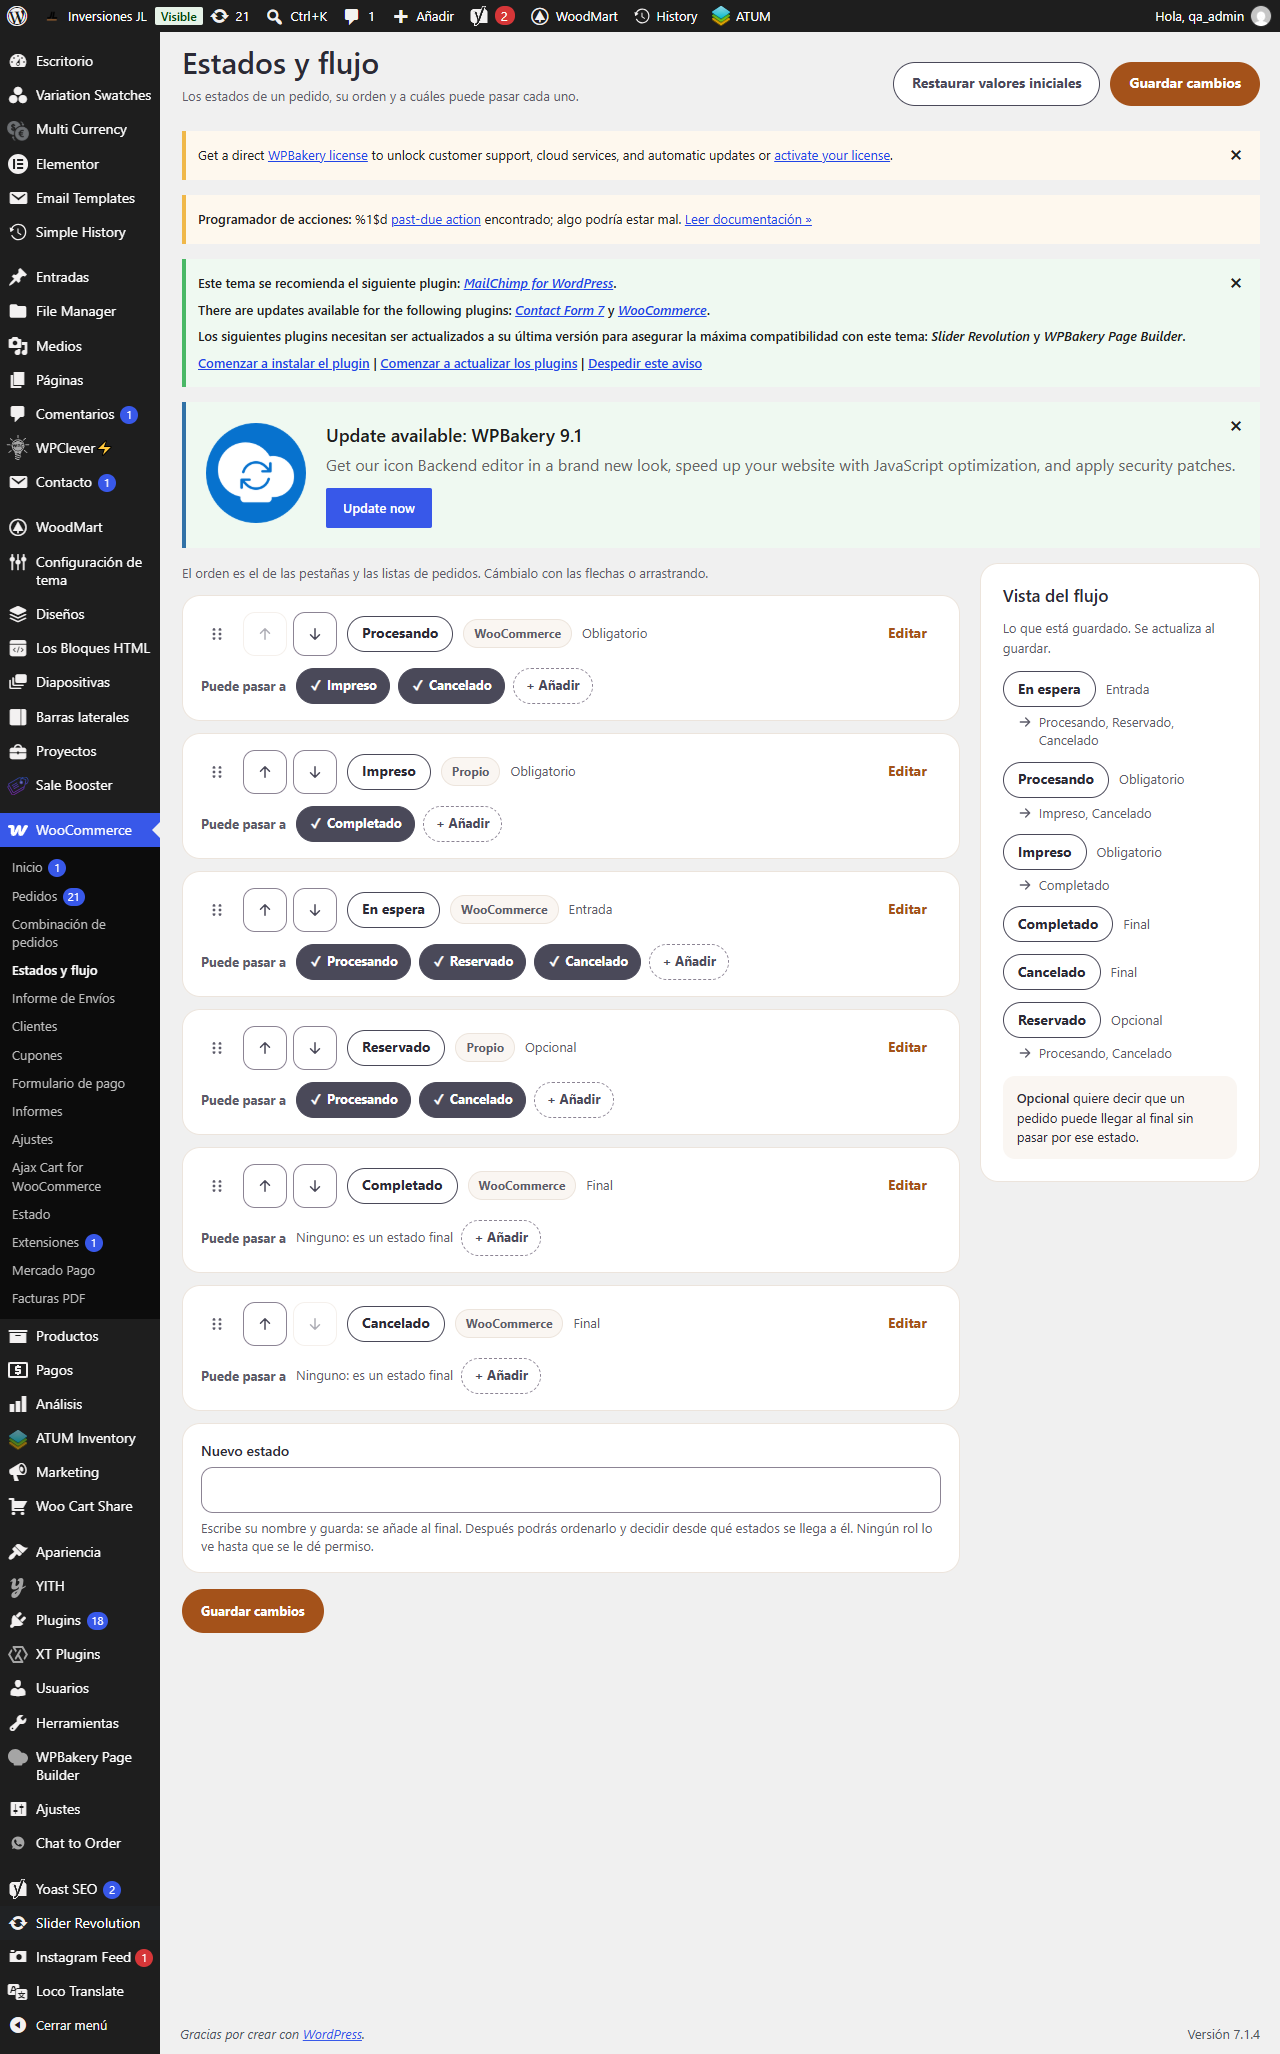 Inversiones JL
Visible
21
Ctrl+K
1
Añadir
2
WoodMart
History
ATUM
Hola, qa_admin
Escritorio
Variation Swatches
Multi Currency
Elementor
Email Templates
Simple History
Entradas
File Manager
Medios
Páginas
Comentarios 1
WPClever
Contacto 1
WoodMart
Configuración de
tema
Diseños
Los Bloques HTML
Diapositivas
Barras laterales
Proyectos
Sale Booster
WooCommerce
Inicio 1
Pedidos 21
Combinación de
pedidos
Estados y flujo
Informe de Envíos
Clientes
Cupones
Formulario de pago
Informes
Ajustes
Ajax Cart for
WooCommerce
Estado
Extensiones 1
Mercado Pago
Facturas PDF
Productos
Pagos
Análisis
ATUM Inventory
Marketing
Woo Cart Share
Apariencia
YITH
Plugins 18
XT Plugins
Usuarios
Herramientas
WPBakery Page
Builder
Ajustes
Chat to Order
Yoast SEO 2
Slider Revolution
Instagram Feed 1
Loco Translate
Cerrar menú
Estados y flujo
Los estados de un pedido, su orden y a cuáles puede pasar cada uno.
Restaurar valores iniciales
Guardar cambios
Get a direct WPBakery license to unlock customer support, cloud services, and automatic updates or activate your license.
Programador de acciones: %1$d past-due action encontrado; algo podría estar mal. Leer documentación »
Este tema se recomienda el siguiente plugin: MailChimp for WordPress.
There are updates available for the following plugins: Contact Form 7 y WooCommerce.
Los siguientes plugins necesitan ser actualizados a su última versión para asegurar la máxima compatibilidad con este tema: Slider Revolution y WPBakery Page Builder.
Comenzar a instalar el plugin | Comenzar a actualizar los plugins | Despedir este aviso
Update available: WPBakery 9.1
Get our icon Backend editor in a brand new look, speed up your website with JavaScript optimization, and apply security patches.
Update now
El orden es el de las pestañas y las listas de pedidos. Cámbialo con las flechas o arrastrando.
↑ ↓ Procesando WooCommerce Obligatorio Editar
Puede pasar a ✓ Impreso ✓ Cancelado + Añadir
↑ ↓ Impreso Propio Obligatorio Editar
Puede pasar a ✓ Completado + Añadir
↑ ↓ En espera WooCommerce Entrada Editar
Puede pasar a ✓ Procesando ✓ Reservado ✓ Cancelado + Añadir
↑ ↓ Reservado Propio Opcional Editar
Puede pasar a ✓ Procesando ✓ Cancelado + Añadir
↑ ↓ Completado WooCommerce Final Editar
Puede pasar a Ninguno: es un estado final + Añadir
↑ ↓ Cancelado WooCommerce Final Editar
Puede pasar a Ninguno: es un estado final + Añadir
Nuevo estado
Escribe su nombre y guarda: se añade al final. Después podrás ordenarlo y decidir desde qué estados se llega a él. Ningún rol lo
ve hasta que se le dé permiso.
Guardar cambios
Vista del flujo
Lo que está guardado. Se actualiza al
guardar.
En espera Entrada
→ Procesando, Reservado,
Cancelado
Procesando Obligatorio
→ Impreso, Cancelado
Impreso Obligatorio
→ Completado
Completado Final
Cancelado Final
Reservado Opcional
→ Procesando, Cancelado
Opcional quiere decir que un
pedido puede llegar al final sin
pasar por ese estado.
Gracias por crear con WordPress.
Versión 7.1.4